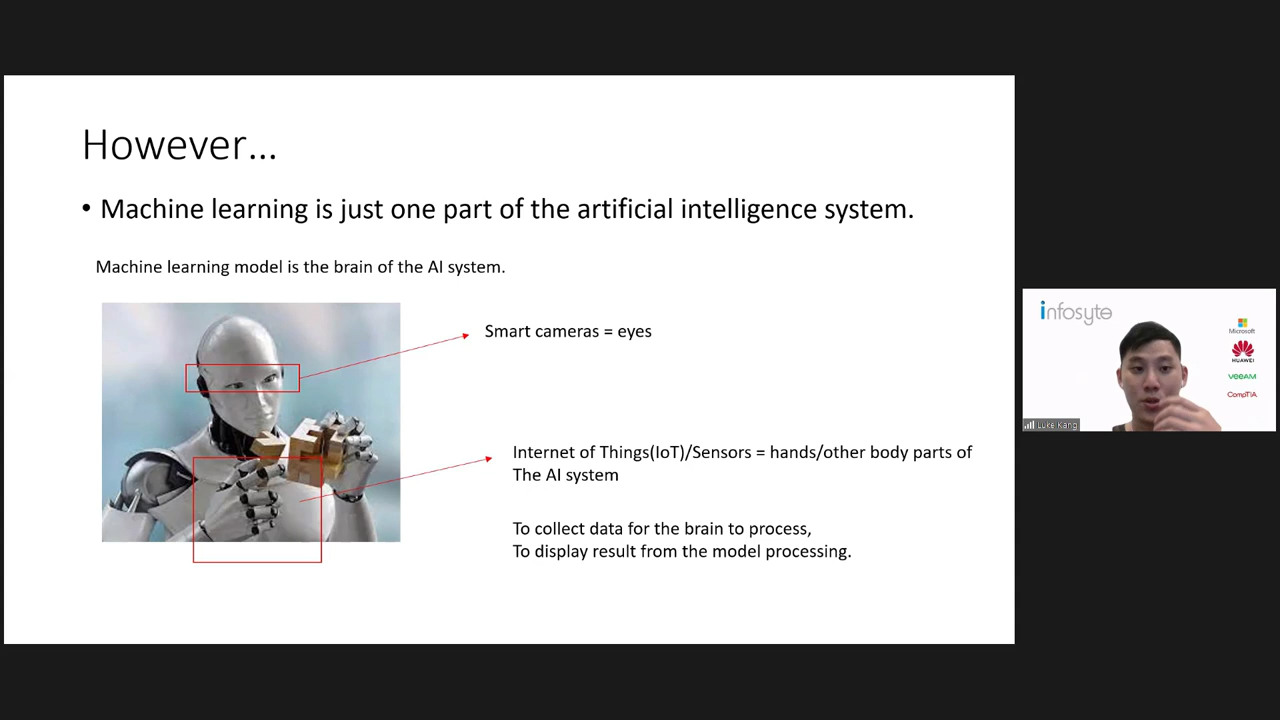 However...
• Machine learning is just one part of the artificial intelligence system.
Machine learning model is the brain of the AI system.
Smart cameras = eyes
Internet of Things(IoT)/Sensors = hands/other body parts of
The AI system
To collect data for the brain to process,
To display result from the model processing.
infosyte
Microsoft
HUAWEI
veeam
CompTIA
Luke Kang